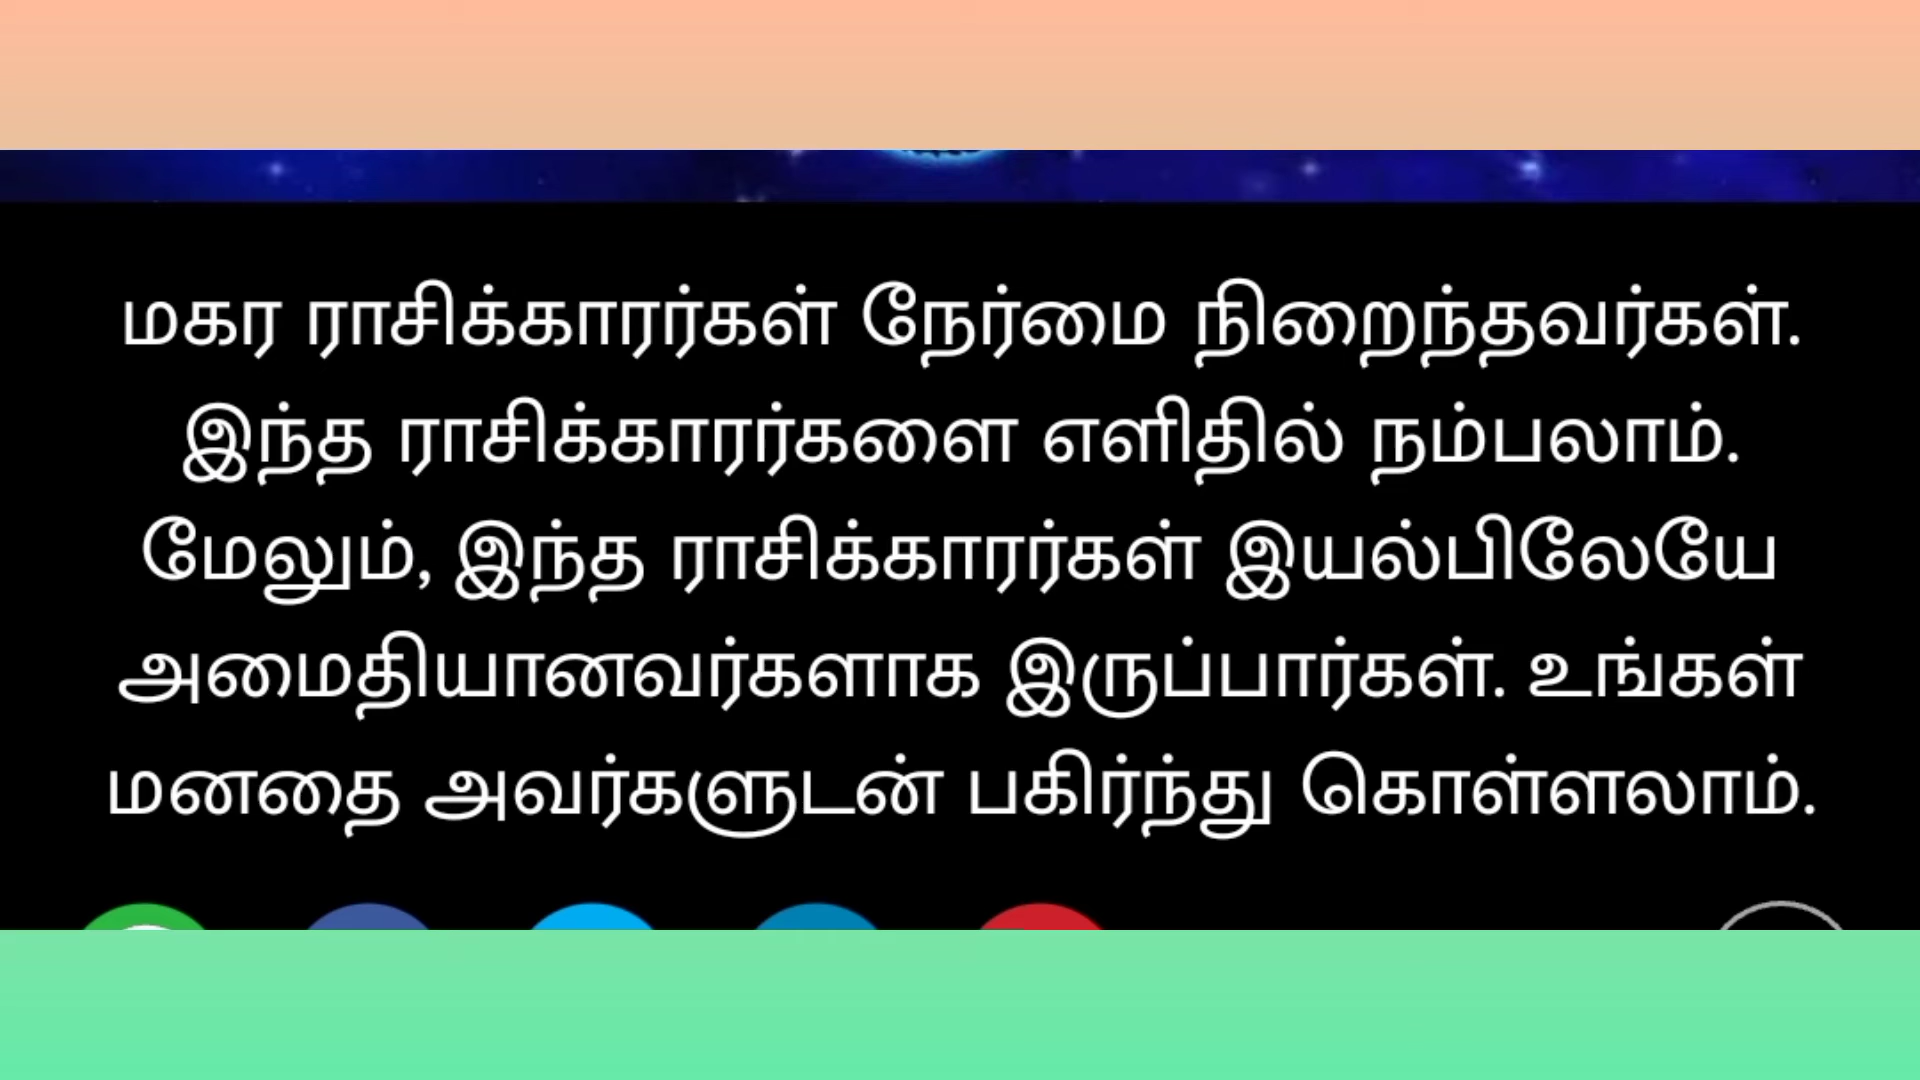 மகர ராசிக்காரர்கள் நேர்மை நிறைந்தவர்கள்.
இந்த ராசிக்காரர்களை எளிதில் நம்பலாம்.
மேலும், இந்த ராசிக்காரர்கள் இயல்பிலேயே
அமைதியானவர்களாக இருப்பார்கள். உங்கள்
மனதை அவர்களுடன் பகிர்ந்து கொள்ளலாம்.